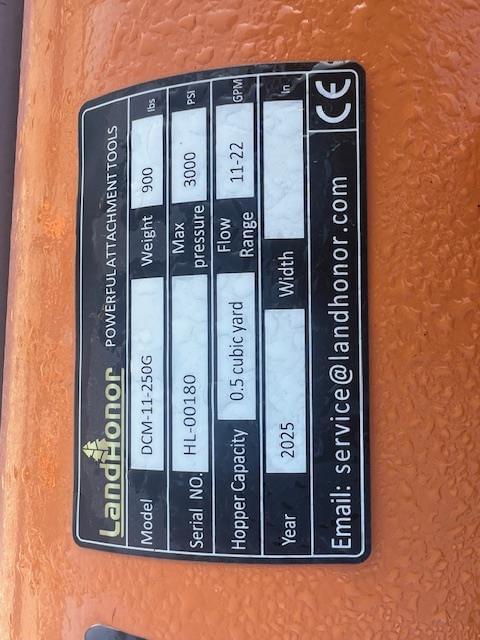 LandHonor POWERFUL ATTACHMENT TOOLS
Model DCM-11-250G Weight 900 lbs
Serial NO. HL-00180 Max pressure 3000 PSI
Hopper Capacity 0.5 cubic yard Flow Range 11-22 GPM
Year 2025 Width In
Email: service@landhonor.com CE